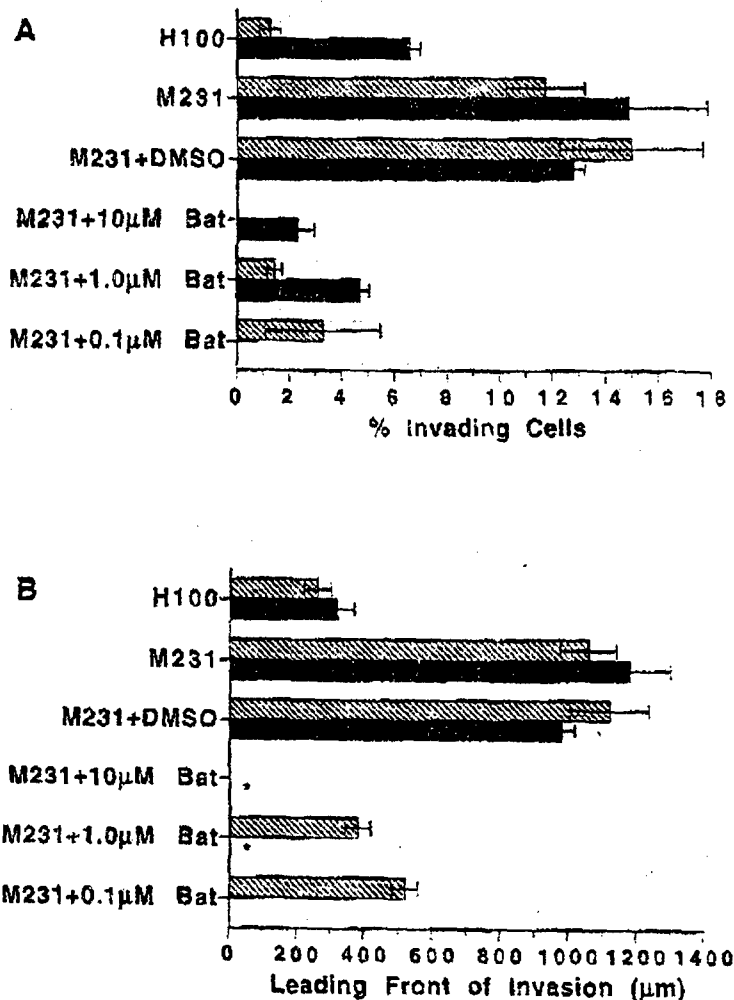 A
H100
M231
M231+DMSO
M231+10µM Bat
M231+1.0µM Bat
M231+0.1µM Bat
0 2 4 6 8 10 12 14 16 18
% Invading Cells
B
H100
M231
M231+DMSO
M231+10µM Bat
*
M231+1.0µM Bat
*
M231+0.1µM Bat
0 200 400 600 800 1000 1200 1400
Leading Front of Invasion (µm)